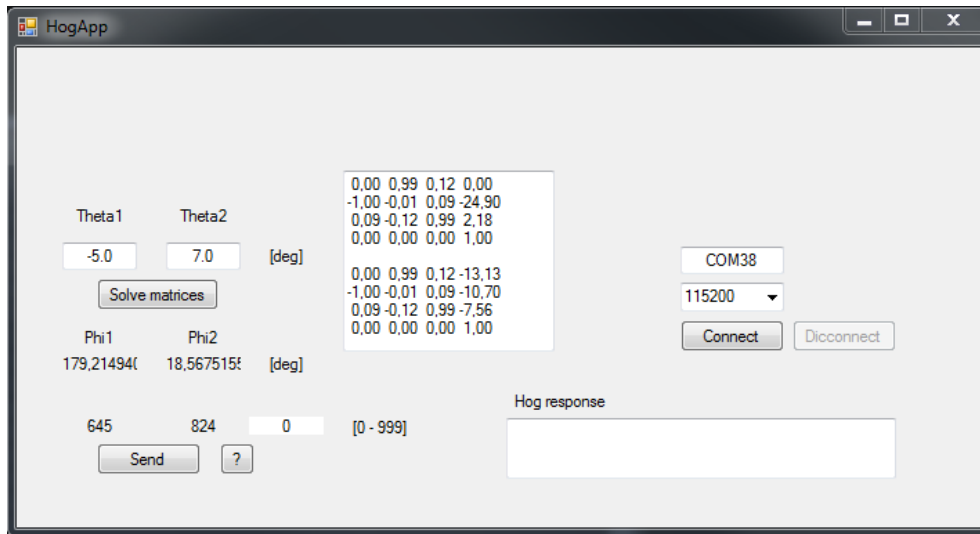 HogApp
0,00 0,99 0,12 0,00
-1,00 -0,01 0,09 -24,90
0,09 -0,12 0,99 2,18
0,00 0,00 0,00 1,00
0,00 0,99 0,12 -13,13
-1,00 -0,01 0,09 -10,70
0,09 -0,12 0,99 -7,56
0,00 0,00 0,00 1,00
Theta1 Theta2
-5.0 7.0 [deg]
Solve matrices
Phi1 Phi2
179,214940 18,5675155 [deg]
645 824 0 [0 - 999]
Send ?
COM38
115200
Connect Dicconnect
Hog response